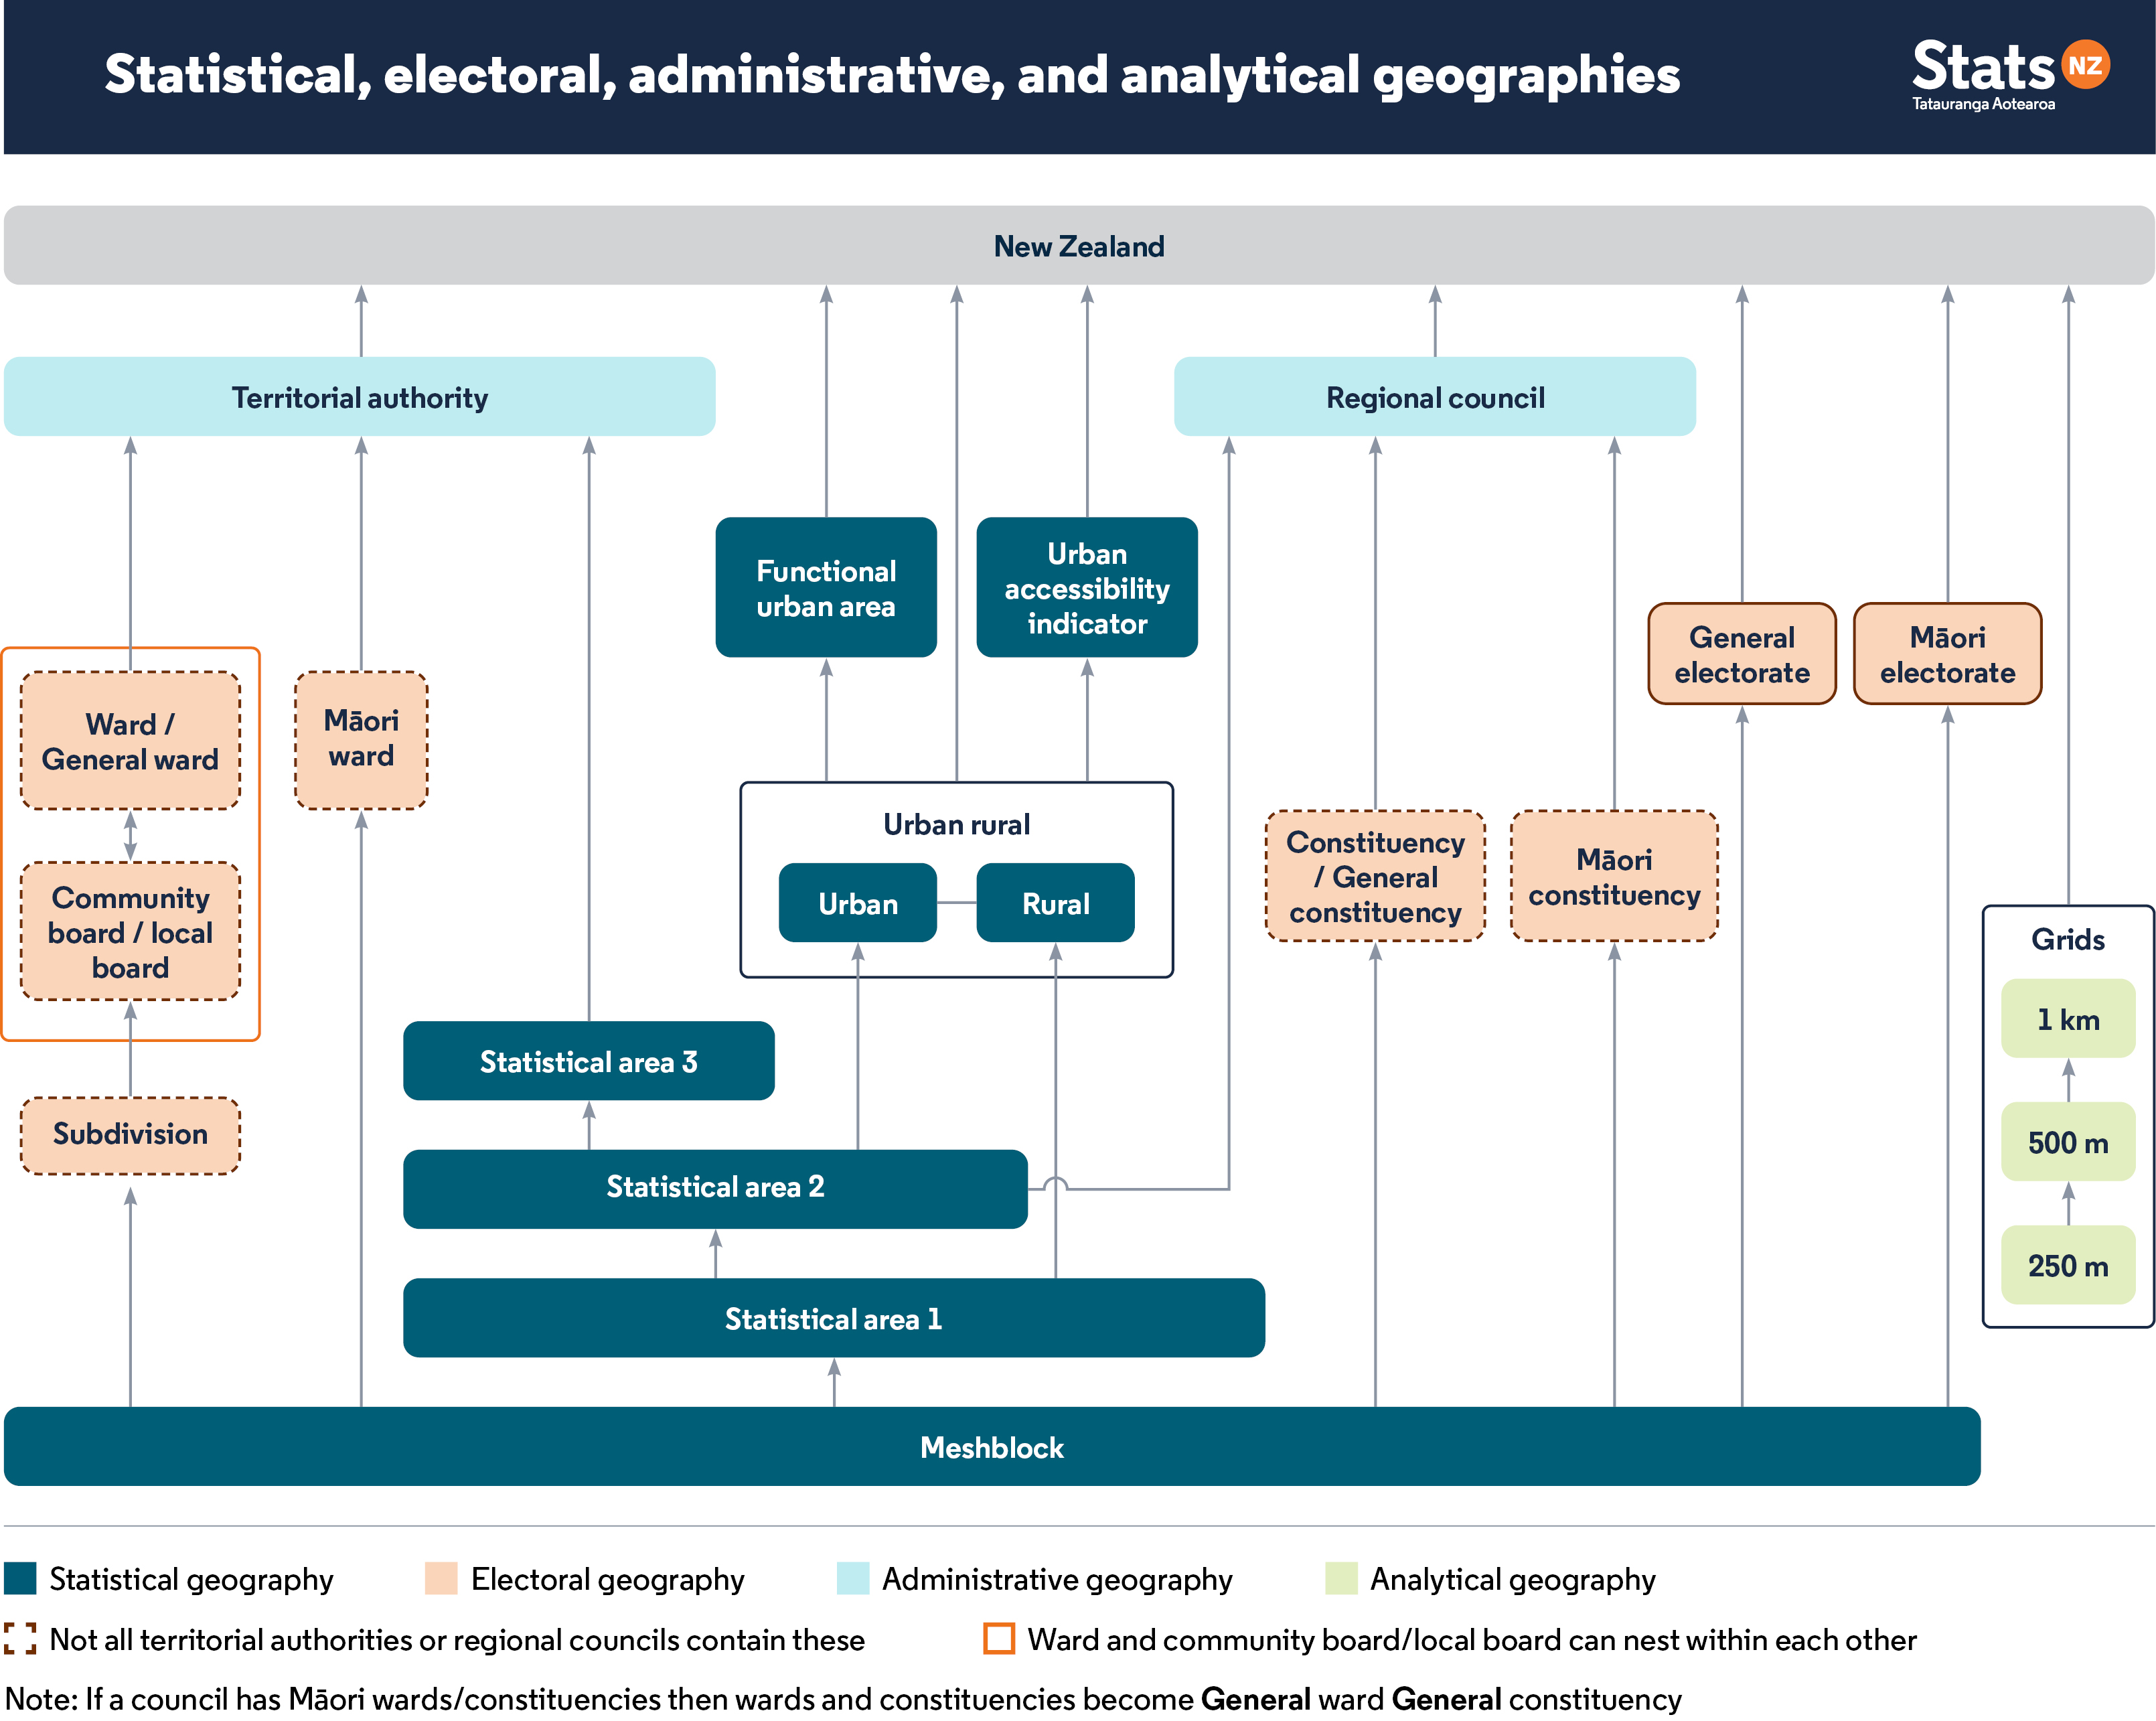 Statistical, electoral, administrative, and analytical geographies
Stats NZ
Tatauranga Aotearoa
New Zealand
Territorial authority
Regional council
Functional
urban area
Urban
accessibility
indicator
General
electorate
Māori
electorate
Ward /
General ward
Māori
ward
Urban rural
Urban
Rural
Constituency
/ General
constituency
Māori
constituency
Community
board / local
board
Grids
1 km
500 m
250 m
Statistical area 3
Subdivision
Statistical area 2
Statistical area 1
Meshblock
Statistical geography
Electoral geography
Administrative geography
Analytical geography
Not all territorial authorities or regional councils contain these
Ward and community board/local board can nest within each other
Note: If a council has Māori wards/constituencies then wards and constituencies become General ward General constituency